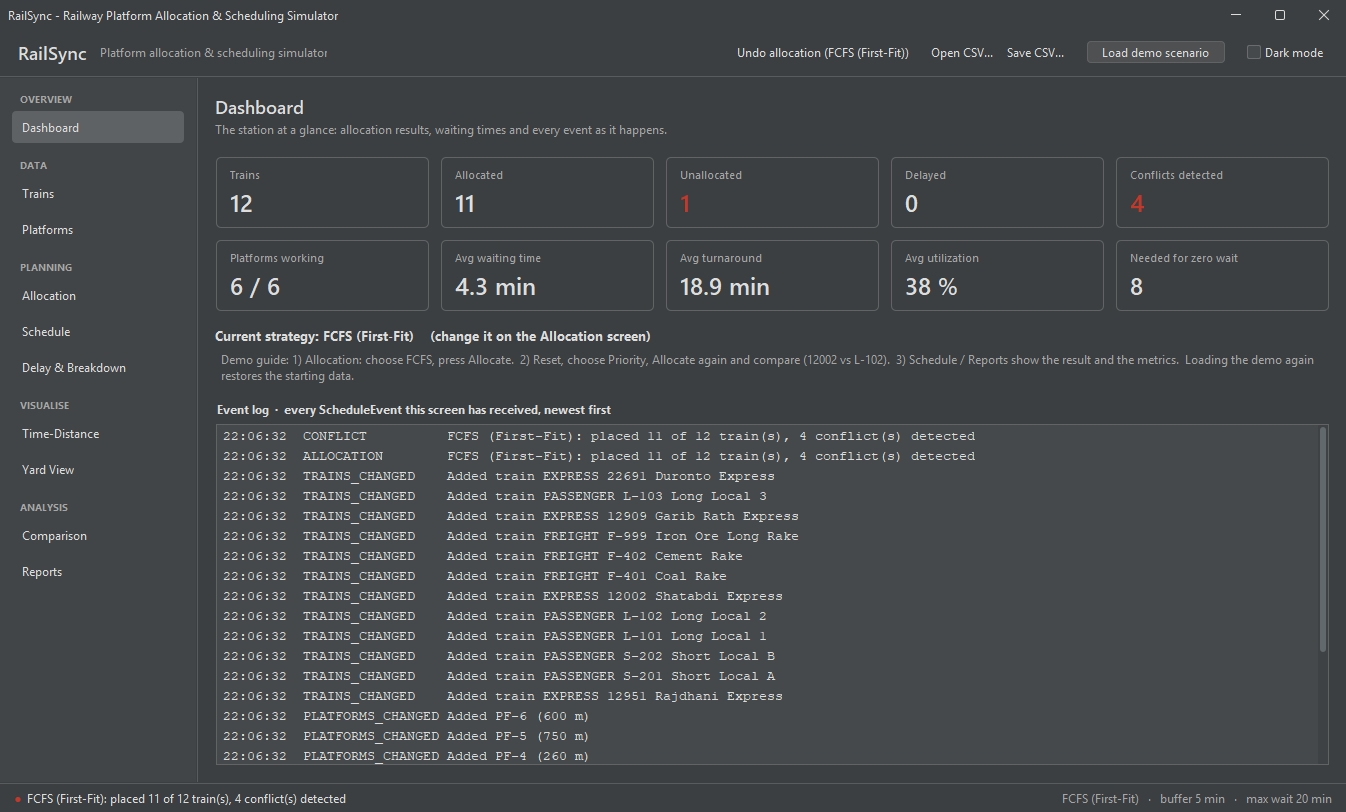 RailSync - Railway Platform Allocation & Scheduling Simulator
RailSync Platform allocation & scheduling simulator
Undo allocation (FCFS (First-Fit)) Open CSV... Save CSV... Load demo scenario Dark mode
OVERVIEW
Dashboard
DATA
Trains
Platforms
PLANNING
Allocation
Schedule
Delay & Breakdown
VISUALISE
Time-Distance
Yard View
ANALYSIS
Comparison
Reports
Dashboard
The station at a glance: allocation results, waiting times and every event as it happens.
Trains
12
Allocated
11
Unallocated
1
Delayed
0
Conflicts detected
4
Platforms working
6 / 6
Avg waiting time
4.3 min
Avg turnaround
18.9 min
Avg utilization
38 %
Needed for zero wait
8
Current strategy: FCFS (First-Fit) (change it on the Allocation screen)
Demo guide: 1) Allocation: choose FCFS, press Allocate. 2) Reset, choose Priority, Allocate again and compare (12002 vs L-102). 3) Schedule / Reports show the result and the metrics. Loading the demo again
restores the starting data.
Event log · every ScheduleEvent this screen has received, newest first
22:06:32 CONFLICT FCFS (First-Fit): placed 11 of 12 train(s), 4 conflict(s) detected
22:06:32 ALLOCATION FCFS (First-Fit): placed 11 of 12 train(s), 4 conflict(s) detected
22:06:32 TRAINS_CHANGED Added train EXPRESS 22691 Duronto Express
22:06:32 TRAINS_CHANGED Added train PASSENGER L-103 Long Local 3
22:06:32 TRAINS_CHANGED Added train EXPRESS 12909 Garib Rath Express
22:06:32 TRAINS_CHANGED Added train FREIGHT F-999 Iron Ore Long Rake
22:06:32 TRAINS_CHANGED Added train FREIGHT F-402 Cement Rake
22:06:32 TRAINS_CHANGED Added train FREIGHT F-401 Coal Rake
22:06:32 TRAINS_CHANGED Added train EXPRESS 12002 Shatabdi Express
22:06:32 TRAINS_CHANGED Added train PASSENGER L-102 Long Local 2
22:06:32 TRAINS_CHANGED Added train PASSENGER L-101 Long Local 1
22:06:32 TRAINS_CHANGED Added train PASSENGER S-202 Short Local B
22:06:32 TRAINS_CHANGED Added train PASSENGER S-201 Short Local A
22:06:32 TRAINS_CHANGED Added train EXPRESS 12951 Rajdhani Express
22:06:32 PLATFORMS_CHANGED Added PF-6 (600 m)
22:06:32 PLATFORMS_CHANGED Added PF-5 (750 m)
22:06:32 PLATFORMS_CHANGED Added PF-4 (260 m)
FCFS (First-Fit): placed 11 of 12 train(s), 4 conflict(s) detected
FCFS (First-Fit) · buffer 5 min · max wait 20 min